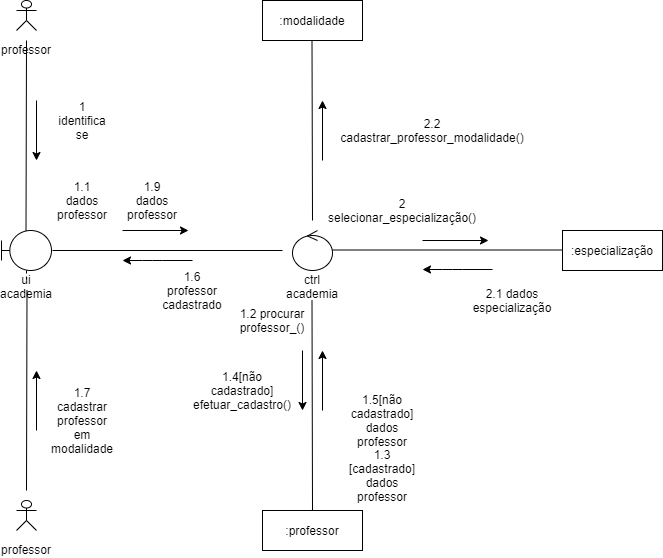 professor
:modalidade
1
identifica
se
2.2
cadastrar_professor_modalidade()
1.1
dados
professor
1.9
dados
professor
2
selecionar_especialização()
:especialização
ui
academia
1.6
professor
cadastrado
ctrl
academia
2.1 dados
especialização
1.2 procurar
professor_()
1.4[não
cadastrado]
efetuar_cadastro()
1.7
cadastrar
professor
em
modalidade
1.5[não
cadastrado]
dados
professor
1.3
[cadastrado]
dados
professor
:professor
professor